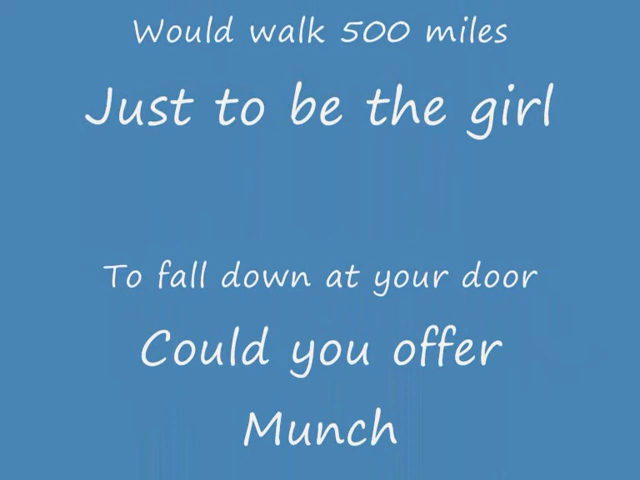 Would walk 500 miles
Just to be the girl
To fall down at your door
Could you offer
Munch